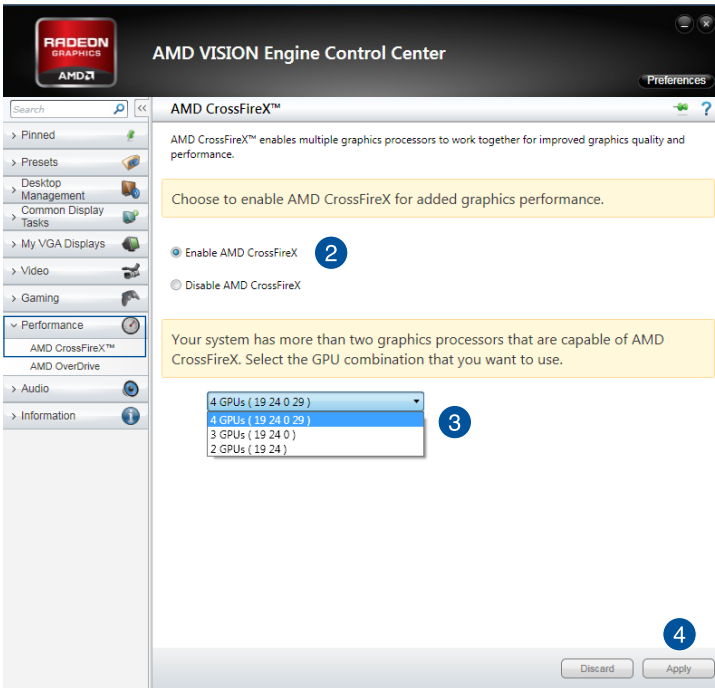 RADEON
GRAPHICS
AMD
AMD VISION Engine Control Center
Preferences
Search
<<
> Pinned
> Presets
> Desktop
Management
> Common Display
Tasks
> My VGA Displays
> Video
> Gaming
Performance
AMD CrossFireX™
AMD OverDrive
> Audio
> Information
AMD CrossFireX™
?
AMD CrossFireX™ enables multiple graphics processors to work together for improved graphics quality and
performance.
Choose to enable AMD CrossFireX for added graphics performance.
Enable AMD CrossFireX
2
Disable AMD CrossFireX
Your system has more than two graphics processors that are capable of AMD
CrossFireX. Select the GPU combination that you want to use.
4 GPUs ( 19 24 0 29 )
4 GPUs ( 19 24 0 29 )
3 GPUs ( 19 24 0 )
2 GPUs ( 19 24 )
3
4
Discard
Apply